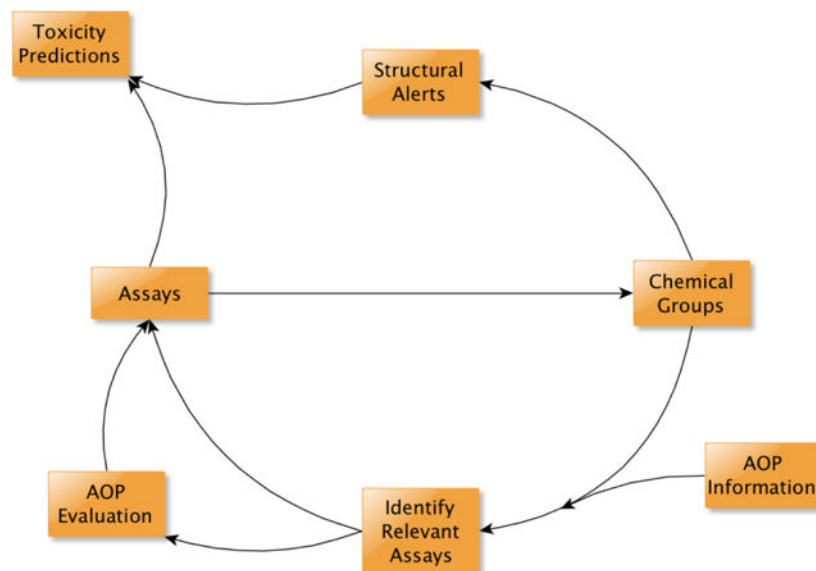 Toxicity
Predictions
Structural
Alerts
Assays
Chemical
Groups
AOP
Evaluation
Identify
Relevant
Assays
AOP
Information